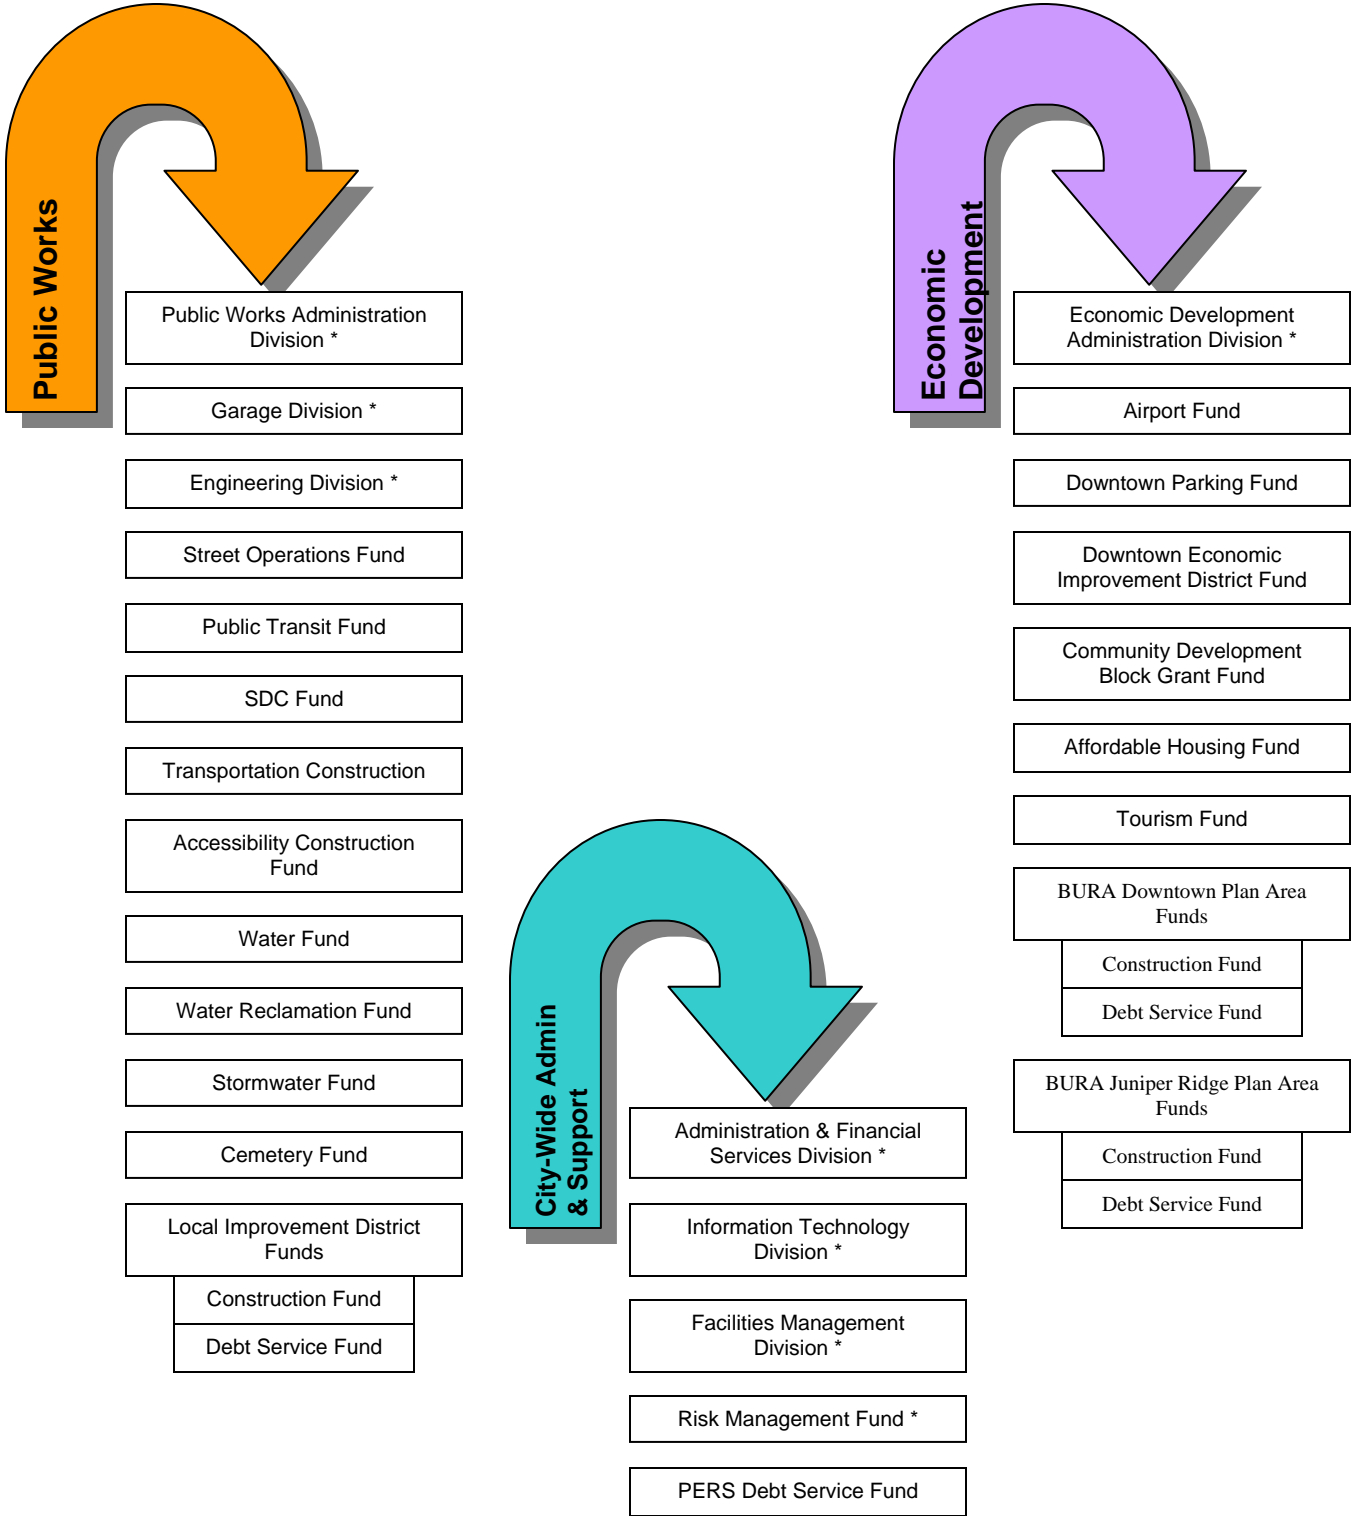 Public Works
Public Works Administration
Division *
Garage Division *
Engineering Division *
Street Operations Fund
Public Transit Fund
SDC Fund
Transportation Construction
Accessibility Construction
Fund
Water Fund
Water Reclamation Fund
Stormwater Fund
Cemetery Fund
Local Improvement District
Funds
Construction Fund
Debt Service Fund
City-Wide Admin
& Support
Administration & Financial
Services Division *
Information Technology
Division *
Facilities Management
Division *
Risk Management Fund *
PERS Debt Service Fund
Economic
Development
Economic Development
Administration Division *
Airport Fund
Downtown Parking Fund
Downtown Economic
Improvement District Fund
Community Development
Block Grant Fund
Affordable Housing Fund
Tourism Fund
BURA Downtown Plan Area
Funds
Construction Fund
Debt Service Fund
BURA Juniper Ridge Plan Area
Funds
Construction Fund
Debt Service Fund